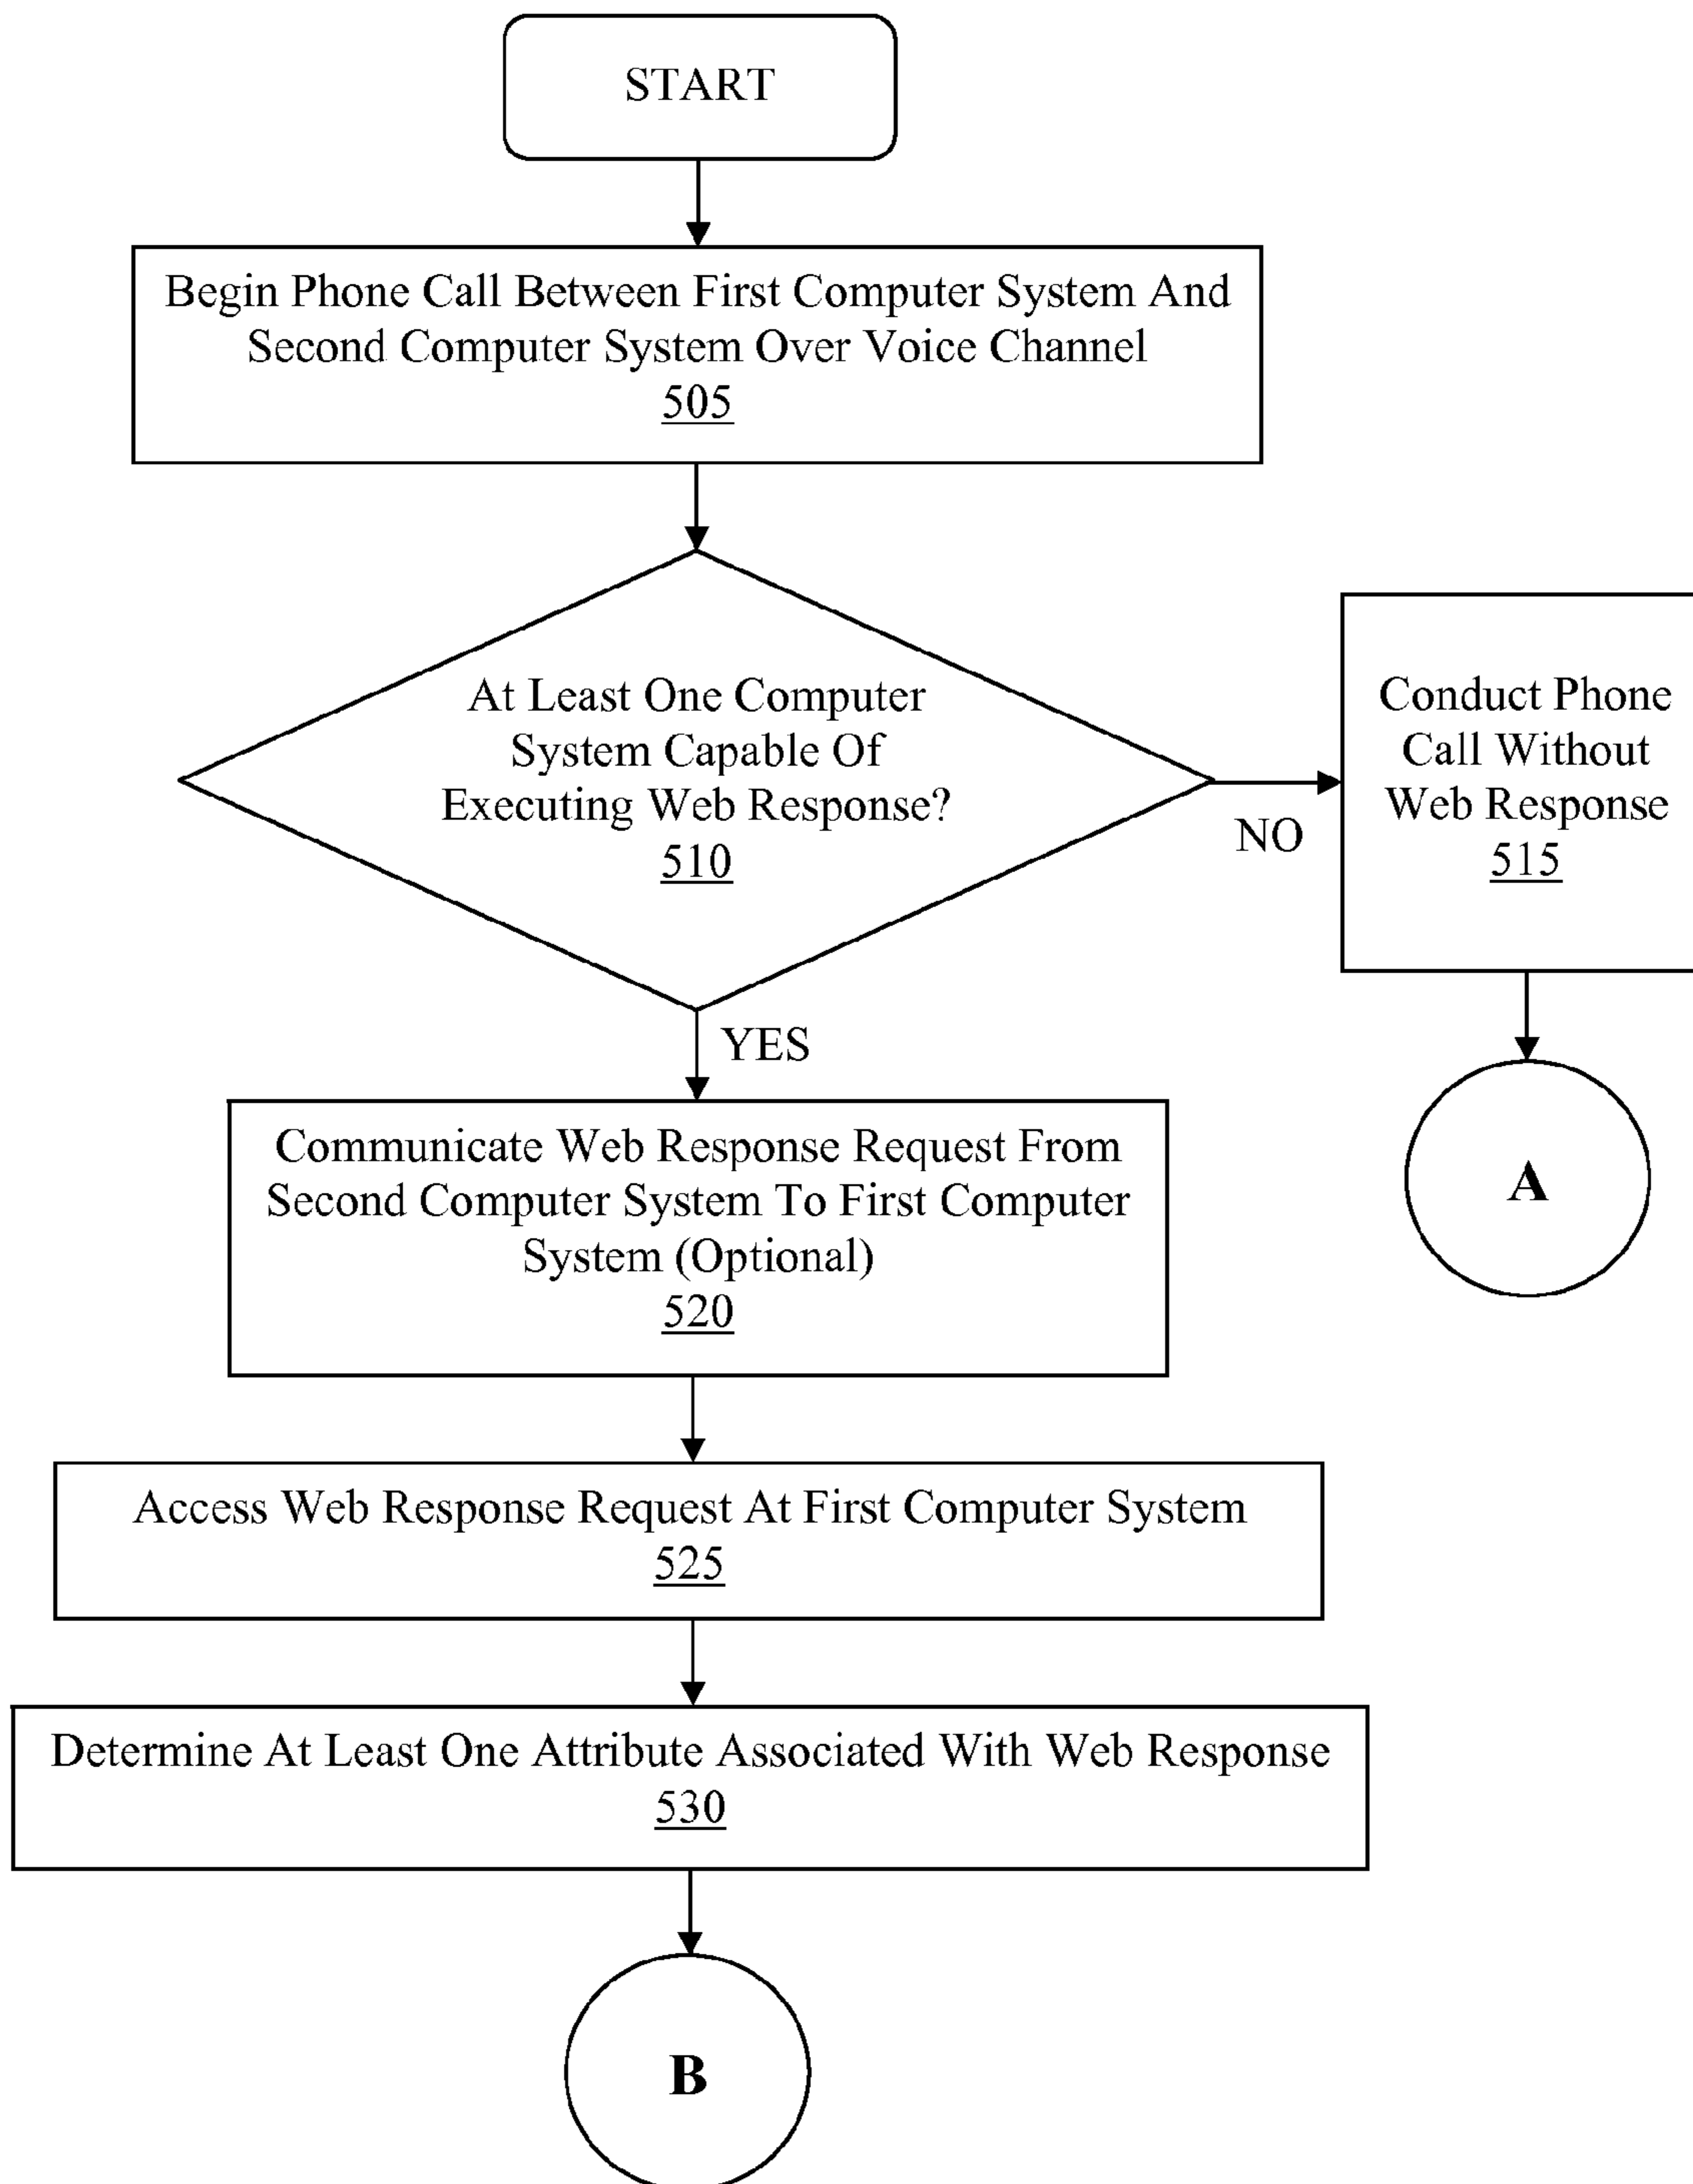 START
Begin Phone Call Between First Computer System And
Second Computer System Over Voice Channel
505
At Least One Computer
System Capable Of
Executing Web Response?
510
NO
Conduct Phone
Call Without
Web Response
515
YES
A
Communicate Web Response Request From
Second Computer System To First Computer
System (Optional)
520
Access Web Response Request At First Computer System
525
Determine At Least One Attribute Associated With Web Response
530
B